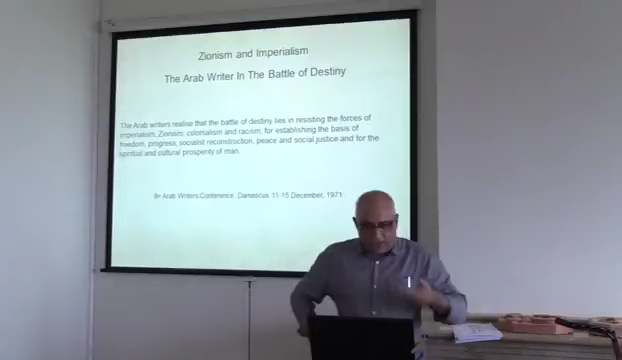 Zionism and Imperialism
The Arab Writer In The Battle of Destiny
The Arab writers realise that the battle of destiny lies in resisting the forces of
imperialism, Zionism, colonialism and racism; for establishing the basis of
freedom, progress, socialist reconstruction, peace and social justice and for the
spiritual and cultural prosperity of man.
8th Arab Writers Conference, Damascus 11-15 December, 1971